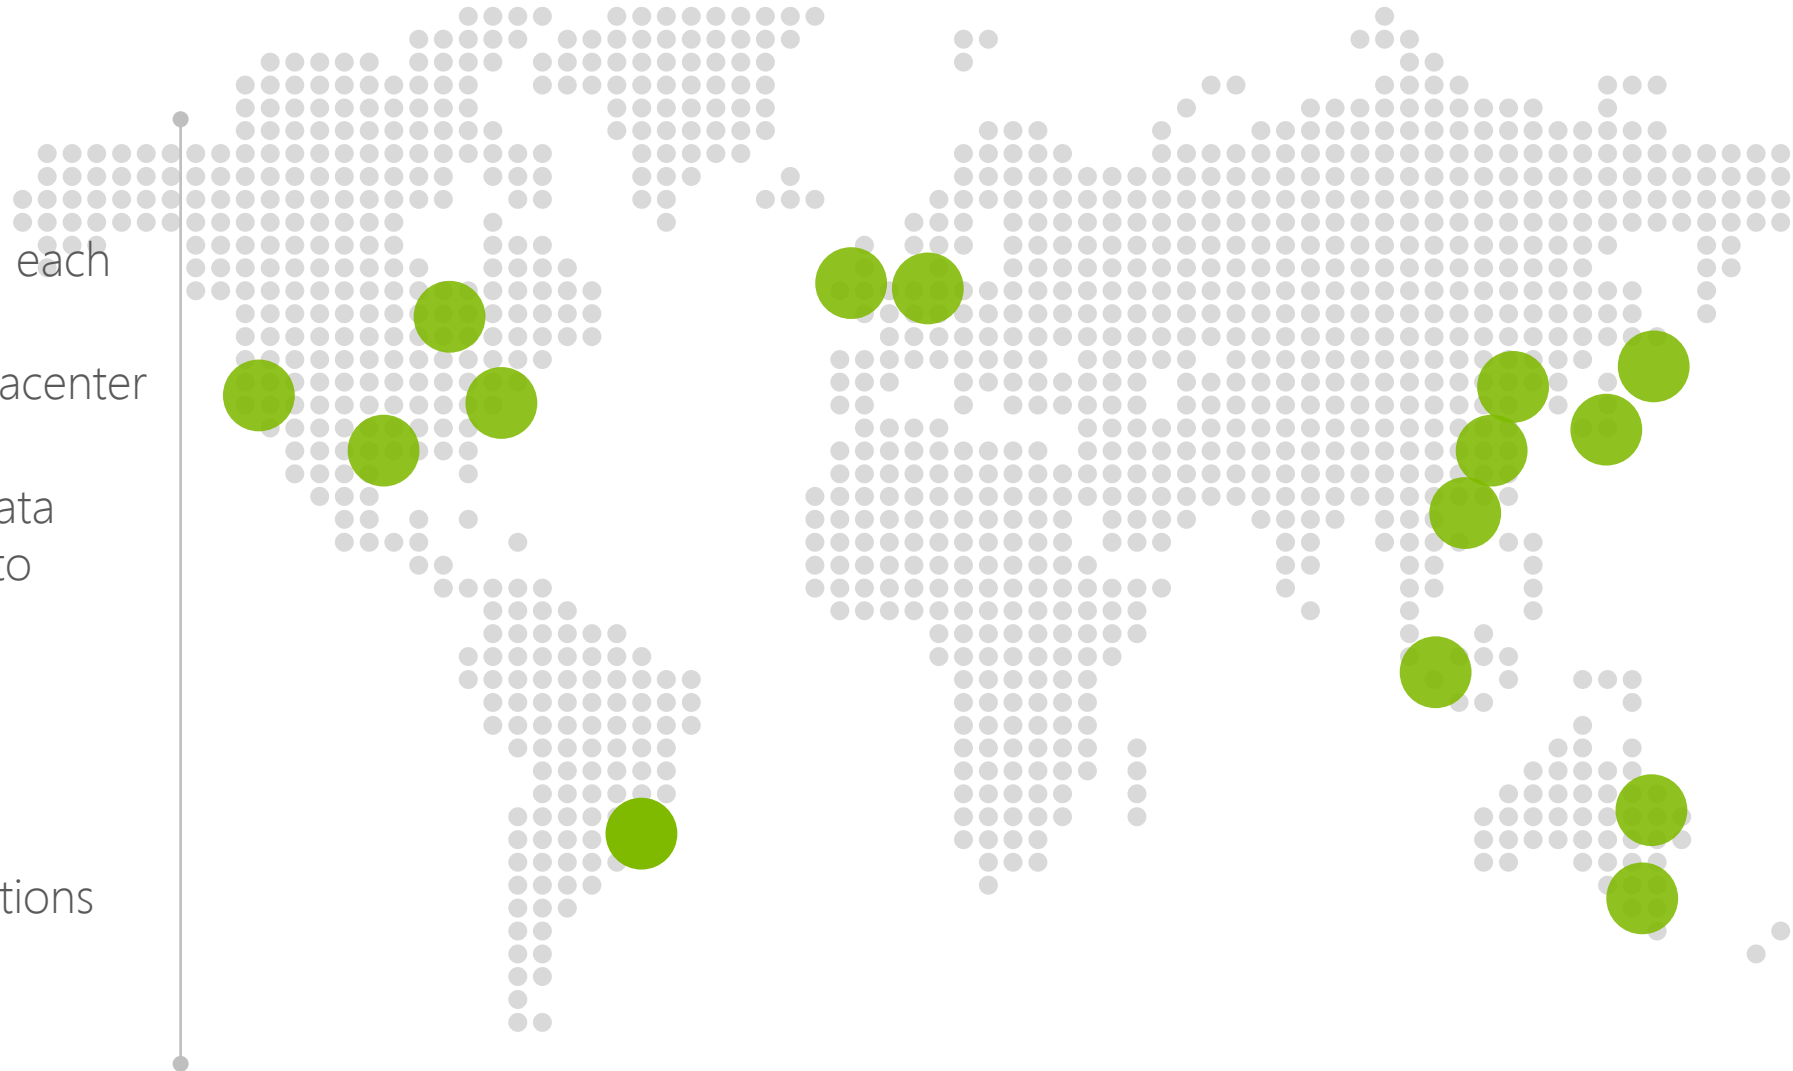 each
acenter
ata
to
tions